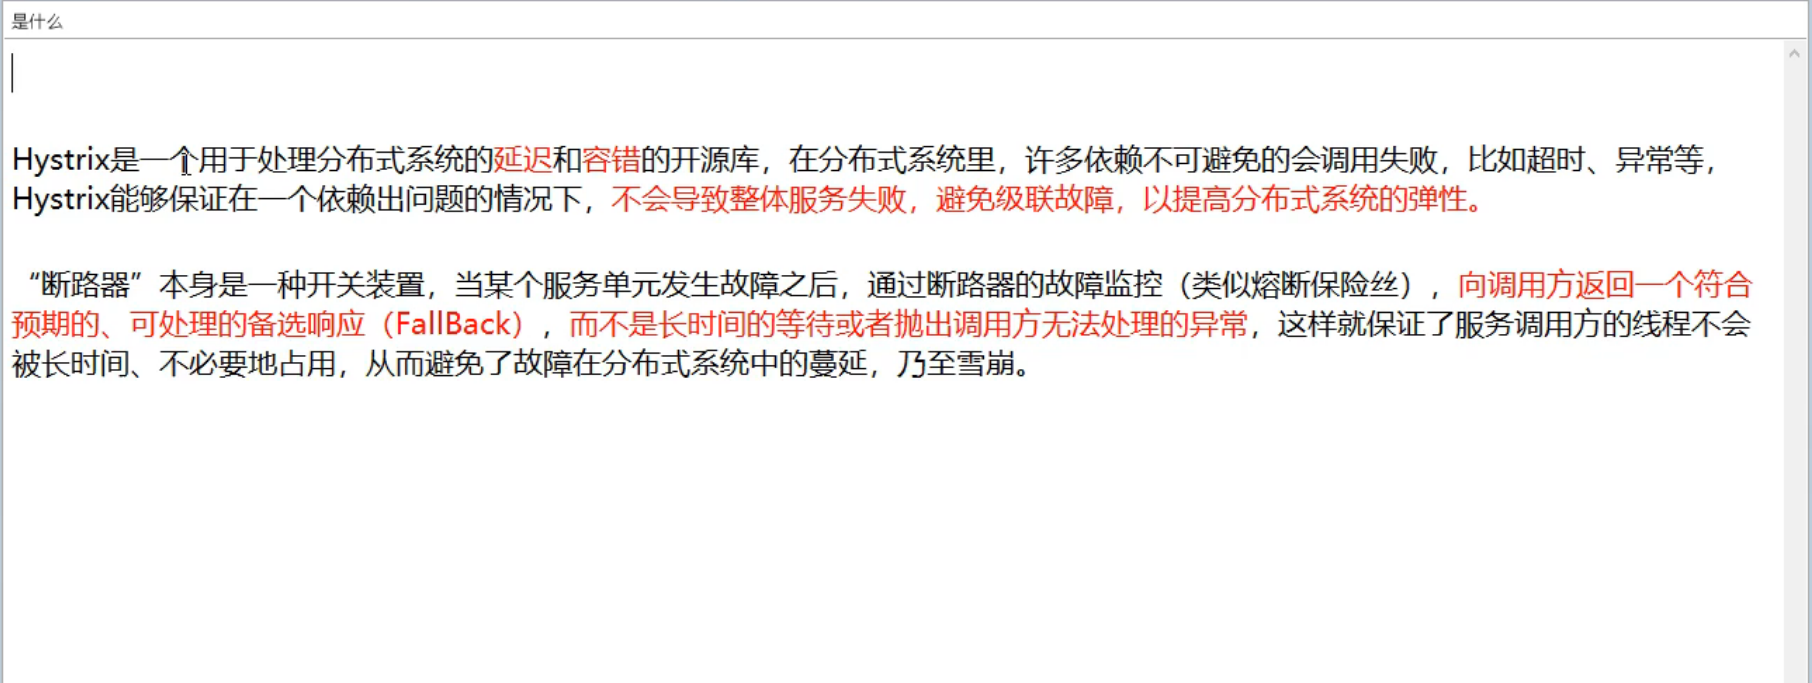 是什么
Hystrix是一个用于处理分布式系统的延迟和容错的开源库，在分布式系统里，许多依赖不可避免的会调用失败，比如超时、异常等，
Hystrix能够保证在一个依赖出问题的情况下，不会导致整体服务失败，避免级联故障，以提高分布式系统的弹性。
“断路器”本身是一种开关装置，当某个服务单元发生故障之后，通过断路器的故障监控（类似熔断保险丝），向调用方返回一个符合
预期的、可处理的备选响应（FallBack），而不是长时间的等待或者抛出调用方无法处理的异常，这样就保证了服务调用方的线程不会
被长时间、不必要地占用，从而避免了故障在分布式系统中的蔓延，乃至雪崩。